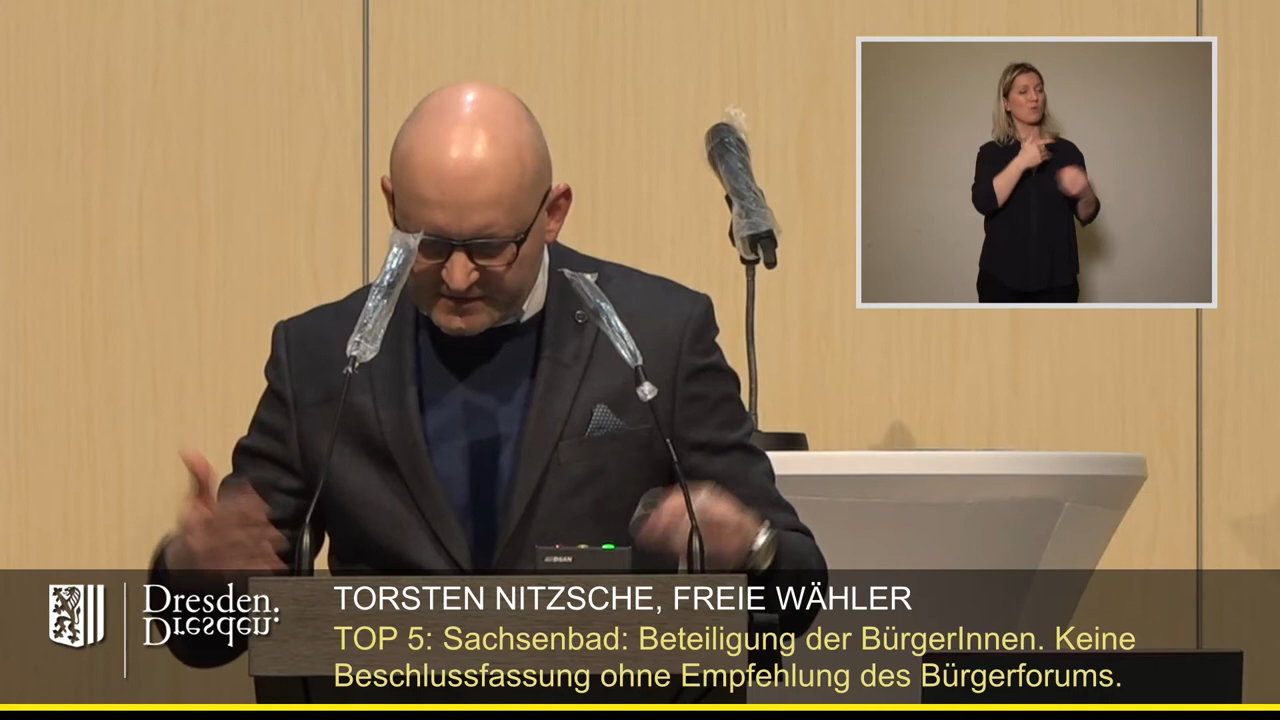 TORSTEN NITZSCHE, FREIE WÄHLER
Dresden.
Dresden.
TOP 5: Sachsenbad: Beteiligung der BürgerInnen. Keine
Beschlussfassung ohne Empfehlung des Bürgerforums.